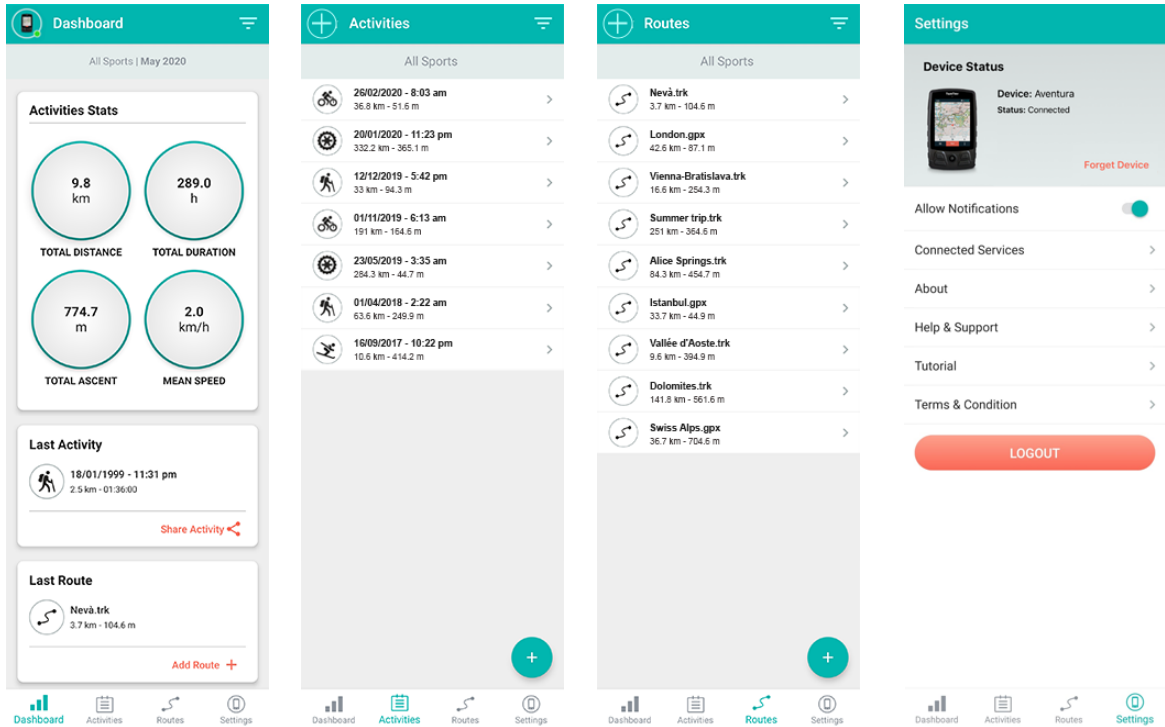 Dashboard
All Sports | May 2020
Activities Stats
9.8
km
289.0
h
TOTAL DISTANCE
TOTAL DURATION
774.7
m
2.0
km/h
TOTAL ASCENT
MEAN SPEED
Last Activity
18/01/1999 - 11:31 pm
2.5 km - 01:36:00
Share Activity
Last Route
Nevà.trk
3.7 km - 104.6 m
Add Route +
Dashboard
Activities
Routes
Settings
Activities
All Sports
26/02/2020 - 8:03 am
36.8 km - 51.6 m
20/01/2020 - 11:23 pm
332.2 km - 365.1 m
12/12/2019 - 5:42 pm
33 km - 94.3 m
01/11/2019 - 6:13 am
191 km - 164.6 m
23/05/2019 - 3:35 am
284.3 km - 44.7 m
01/04/2018 - 2:22 am
63.6 km - 249.9 m
16/09/2017 - 10:22 pm
10.6 km - 414.2 m
Dashboard
Activities
Routes
Settings
Routes
All Sports
Nevà.trk
3.7 km - 104.6 m
London.gpx
42.6 km - 87.1 m
Vienna-Bratislava.trk
16.6 km - 254.3 m
Summer trip.trk
251 km - 364.6 m
Alice Springs.trk
84.3 km - 454.7 m
Istanbul.gpx
33.7 km - 44.9 m
Vallée d'Aoste.trk
9.6 km - 394.9 m
Dolomites.trk
141.8 km - 561.6 m
Swiss Alps.gpx
36.7 km - 704.6 m
Dashboard
Activities
Routes
Settings
Settings
Device Status
Device: Aventura
Status: Connected
Forget Device
Allow Notifications
Connected Services
About
Help & Support
Tutorial
Terms & Condition
LOGOUT
Dashboard
Activities
Routes
Settings